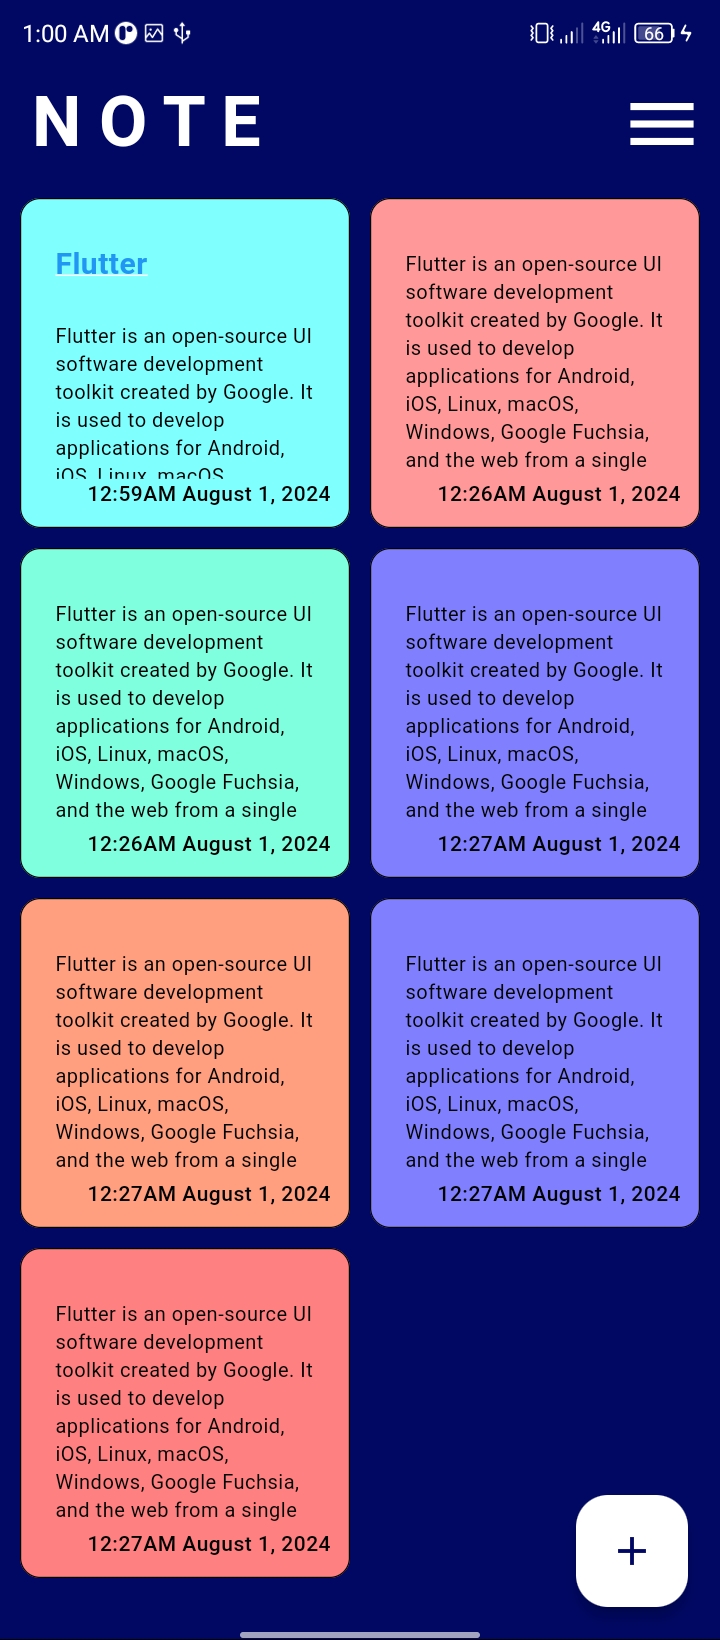 1:00 AM
4G
66
NOTE
Flutter
Flutter is an open-source UI
software development
toolkit created by Google. It
is used to develop
applications for Android,
iOS, Linux, macOS,
12:59AM August 1, 2024
Flutter is an open-source UI
software development
toolkit created by Google. It
is used to develop
applications for Android,
iOS, Linux, macOS,
Windows, Google Fuchsia,
and the web from a single
12:26AM August 1, 2024
Flutter is an open-source UI
software development
toolkit created by Google. It
is used to develop
applications for Android,
iOS, Linux, macOS,
Windows, Google Fuchsia,
and the web from a single
12:26AM August 1, 2024
Flutter is an open-source UI
software development
toolkit created by Google. It
is used to develop
applications for Android,
iOS, Linux, macOS,
Windows, Google Fuchsia,
and the web from a single
12:27AM August 1, 2024
Flutter is an open-source UI
software development
toolkit created by Google. It
is used to develop
applications for Android,
iOS, Linux, macOS,
Windows, Google Fuchsia,
and the web from a single
12:27AM August 1, 2024
Flutter is an open-source UI
software development
toolkit created by Google. It
is used to develop
applications for Android,
iOS, Linux, macOS,
Windows, Google Fuchsia,
and the web from a single
12:27AM August 1, 2024
Flutter is an open-source UI
software development
toolkit created by Google. It
is used to develop
applications for Android,
iOS, Linux, macOS,
Windows, Google Fuchsia,
and the web from a single
12:27AM August 1, 2024